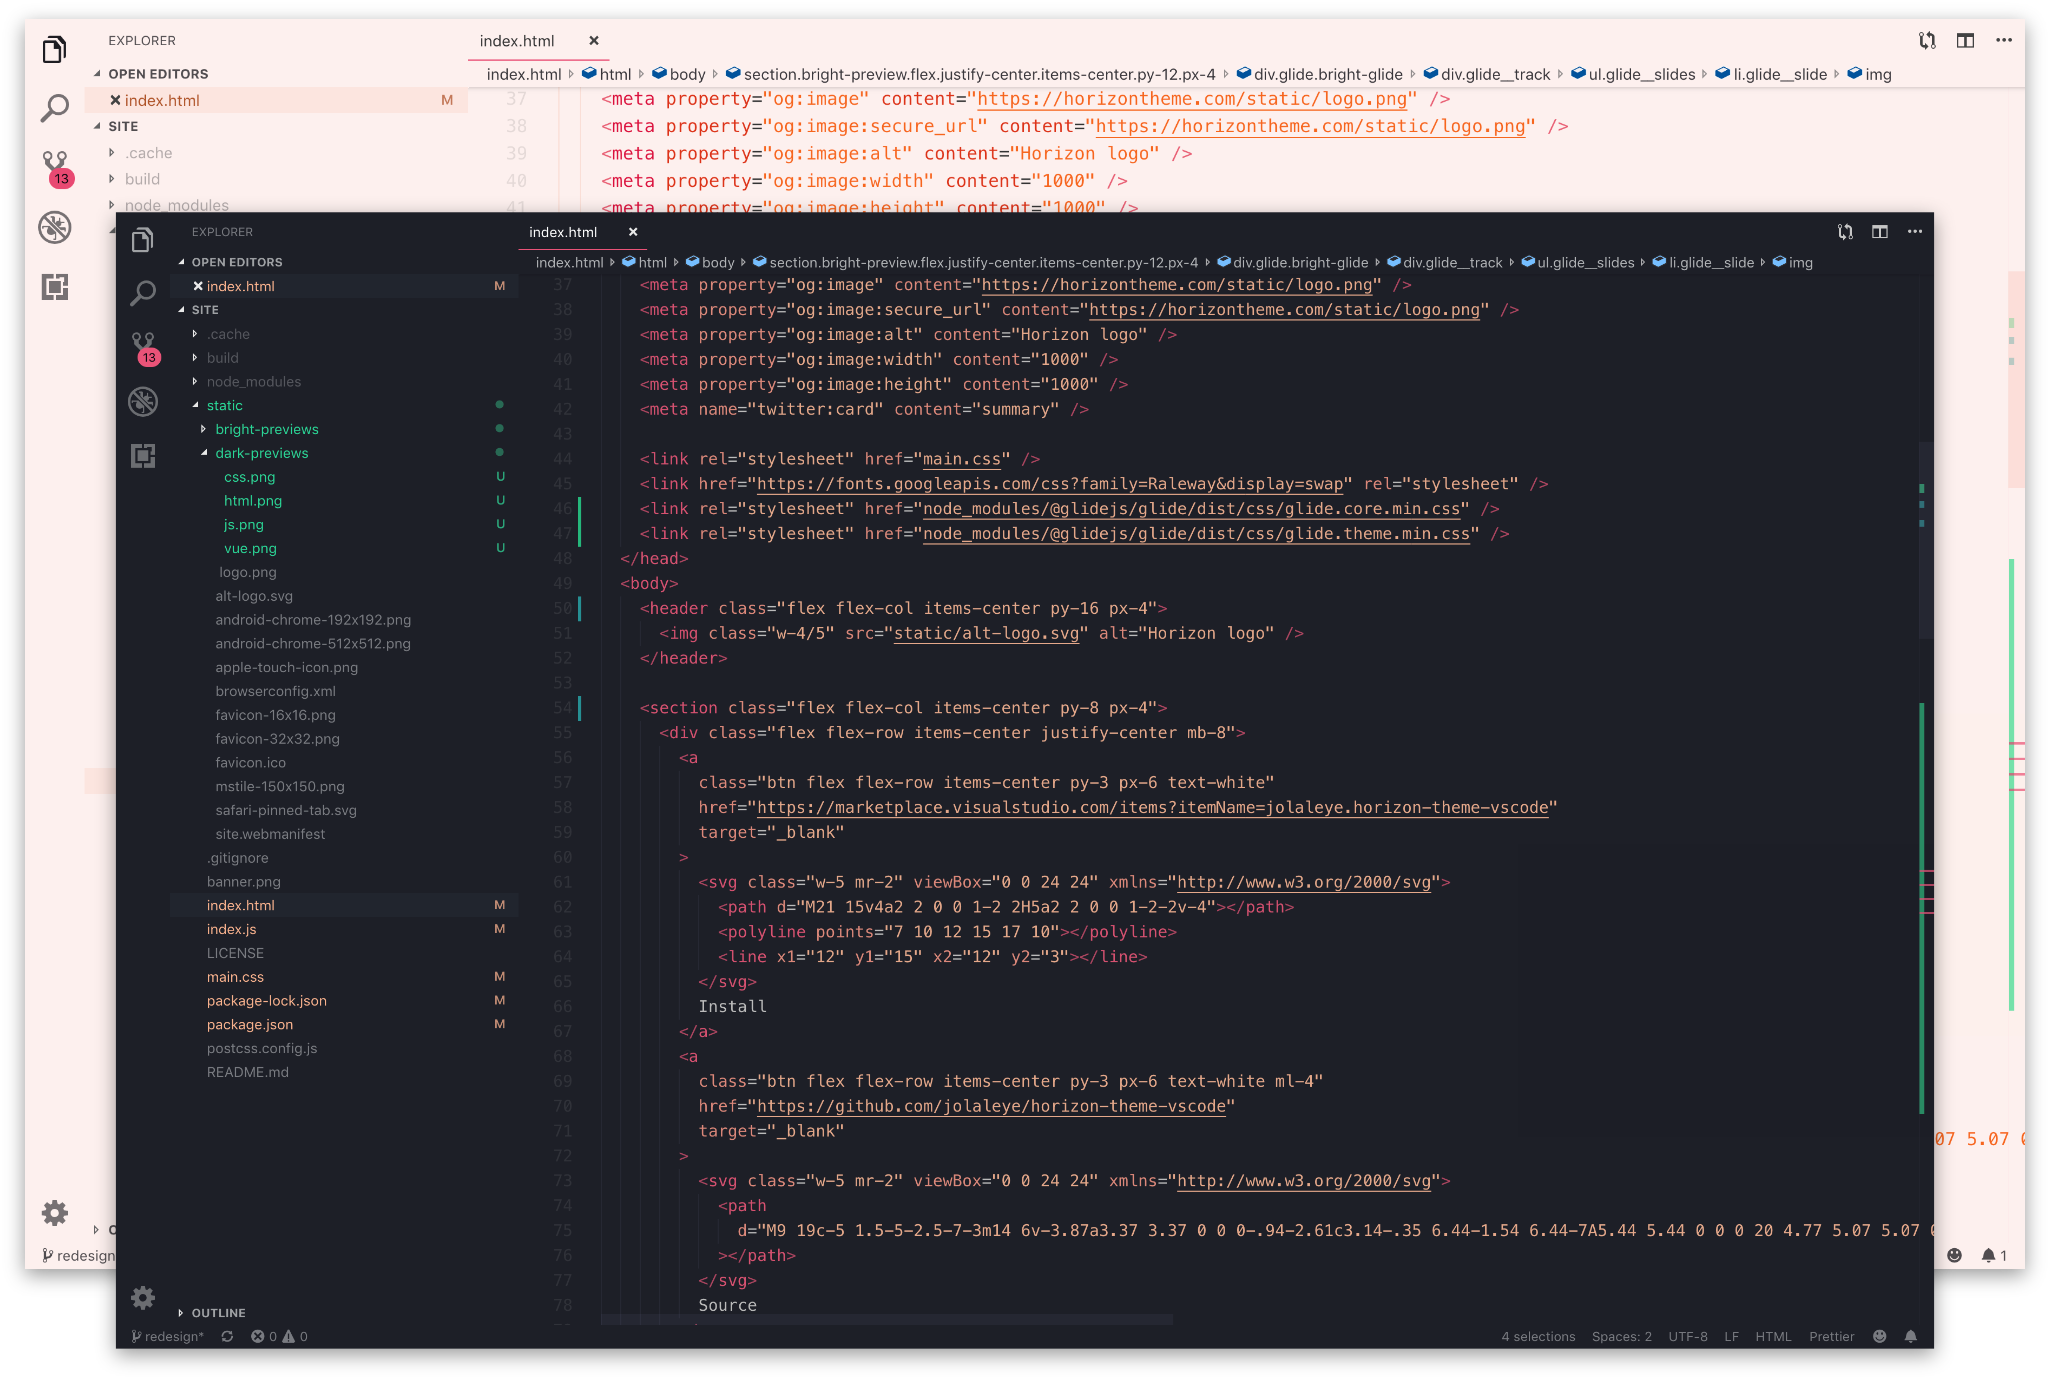 EXPLORER
OPEN EDITORS
index.html M
SITE
.cache
build
node_modules
13
index.html
index.html html body section.bright-preview.flex.justify-center.items-center.py-12.px-4 div.glide.bright-glide div.glide__track ul.glide__slides li.glide__slide img
37 <meta property="og:image" content="https://horizontheme.com/static/logo.png" />
38 <meta property="og:image:secure_url" content="https://horizontheme.com/static/logo.png" />
39 <meta property="og:image:alt" content="Horizon logo" />
40 <meta property="og:image:width" content="1000" />
41 <meta property="og:image:height" content="1000" />
07 5.07
redesign
1
EXPLORER
OPEN EDITORS
index.html M
SITE
.cache
build
node_modules
static
bright-previews
dark-previews
css.png U
html.png U
js.png U
vue.png U
logo.png
alt-logo.svg
android-chrome-192x192.png
android-chrome-512x512.png
apple-touch-icon.png
browserconfig.xml
favicon-16x16.png
favicon-32x32.png
favicon.ico
mstile-150x150.png
safari-pinned-tab.svg
site.webmanifest
.gitignore
banner.png
index.html M
index.js M
LICENSE
main.css M
package-lock.json M
package.json M
postcss.config.js
README.md
OUTLINE
13
index.html
index.html html body section.bright-preview.flex.justify-center.items-center.py-12.px-4 div.glide.bright-glide div.glide__track ul.glide__slides li.glide__slide img
37 <meta property="og:image" content="https://horizontheme.com/static/logo.png" />
38 <meta property="og:image:secure_url" content="https://horizontheme.com/static/logo.png" />
39 <meta property="og:image:alt" content="Horizon logo" />
40 <meta property="og:image:width" content="1000" />
41 <meta property="og:image:height" content="1000" />
42 <meta name="twitter:card" content="summary" />
43
44 <link rel="stylesheet" href="main.css" />
45 <link href="https://fonts.googleapis.com/css?family=Raleway&display=swap" rel="stylesheet" />
46 <link rel="stylesheet" href="node_modules/@glidejs/glide/dist/css/glide.core.min.css" />
47 <link rel="stylesheet" href="node_modules/@glidejs/glide/dist/css/glide.theme.min.css" />
48 </head>
49 <body>
50 <header class="flex flex-col items-center py-16 px-4">
51 <img class="w-4/5" src="static/alt-logo.svg" alt="Horizon logo" />
52 </header>
53
54 <section class="flex flex-col items-center py-8 px-4">
55 <div class="flex flex-row items-center justify-center mb-8">
56 <a
57 class="btn flex flex-row items-center py-3 px-6 text-white"
58 href="https://marketplace.visualstudio.com/items?itemName=jolaleye.horizon-theme-vscode"
59 target="_blank"
60 >
61 <svg class="w-5 mr-2" viewBox="0 0 24 24" xmlns="http://www.w3.org/2000/svg">
62 <path d="M21 15v4a2 2 0 0 1-2 2H5a2 2 0 0 1-2-2v-4"></path>
63 <polyline points="7 10 12 15 17 10"></polyline>
64 <line x1="12" y1="15" x2="12" y2="3"></line>
65 </svg>
66 Install
67 </a>
68 <a
69 class="btn flex flex-row items-center py-3 px-6 text-white ml-4"
70 href="https://github.com/jolaleye/horizon-theme-vscode"
71 target="_blank"
72 >
73 <svg class="w-5 mr-2" viewBox="0 0 24 24" xmlns="http://www.w3.org/2000/svg">
74 <path
75 d="M9 19c-5 1.5-5-2.5-7-3m14 6v-3.87a3.37 3.37 0 0 0-.94-2.61c3.14-.35 6.44-1.54 6.44-7A5.44 5.44 0 0 0 20 4.77 5.07 5.07
76 ></path>
77 </svg>
78 Source
redesign* 0 0 4 selections Spaces: 2 UTF-8 LF HTML Prettier